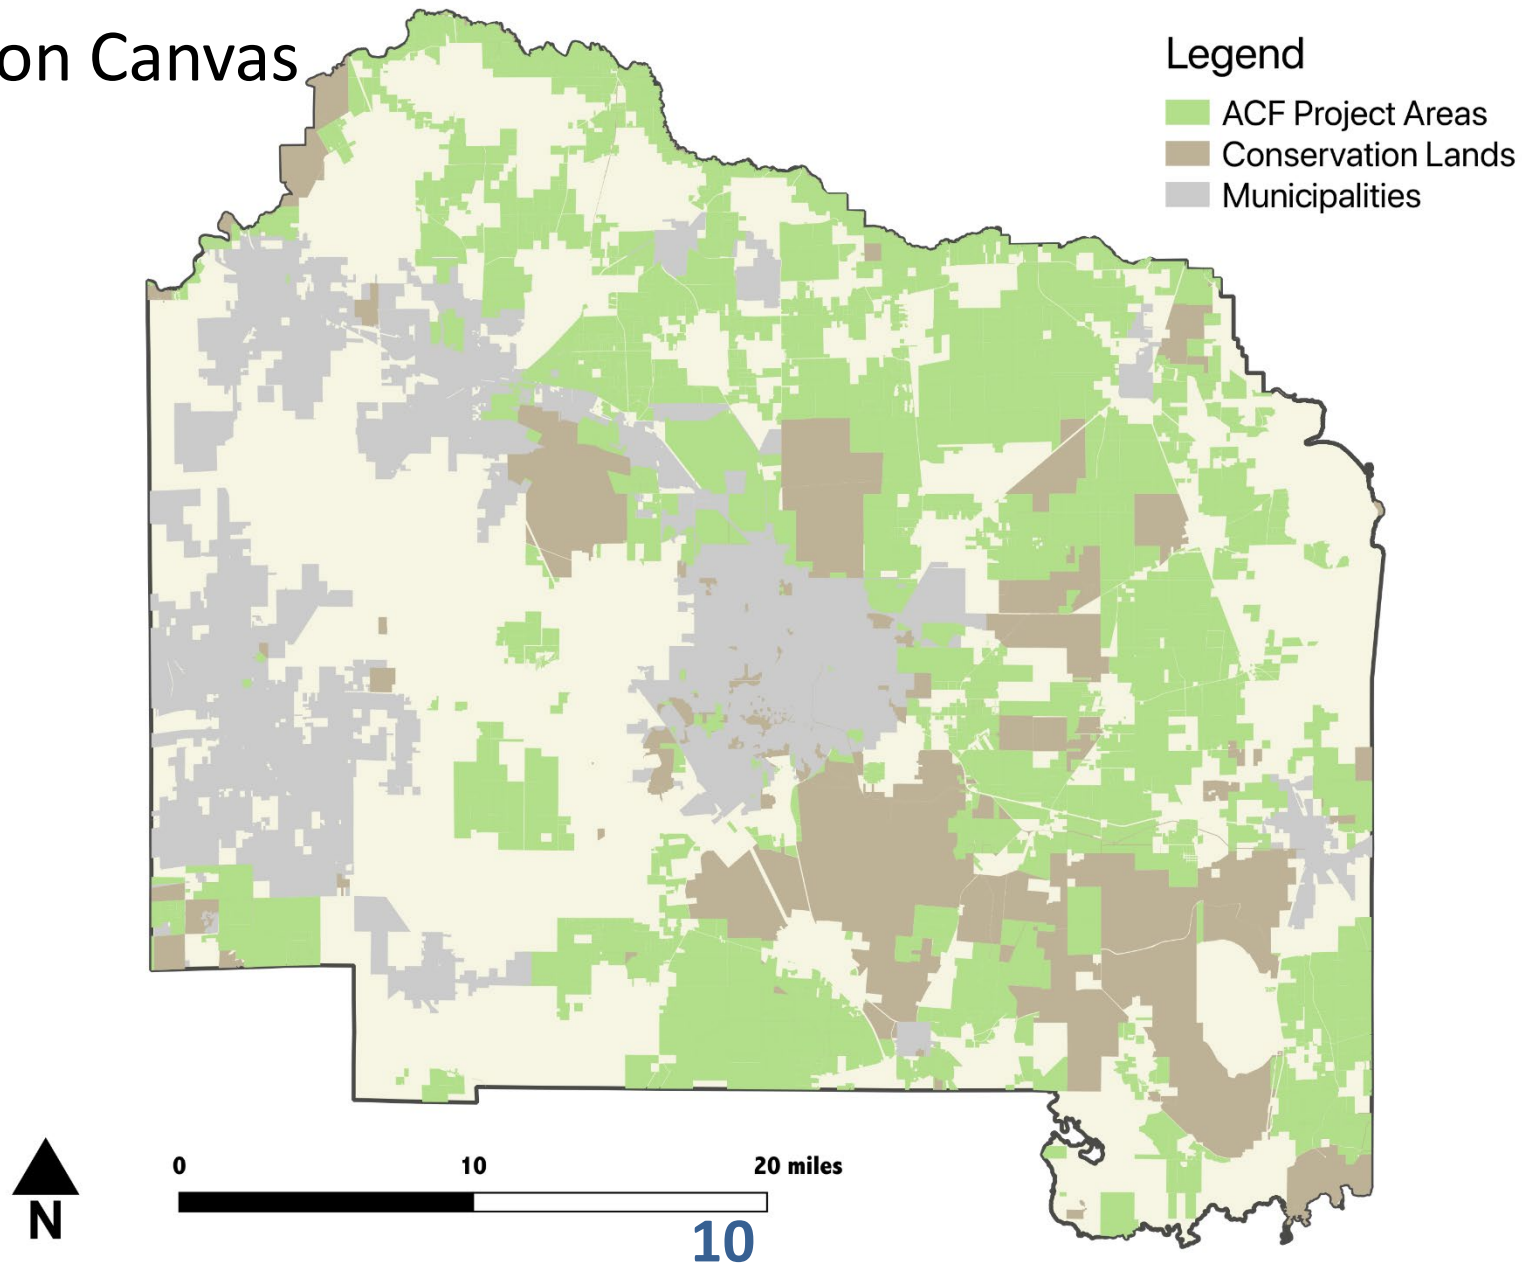 on Canvas
Legend
ACF Project Areas
Conservation Lands
Municipalities
0 10 20 miles
N
10